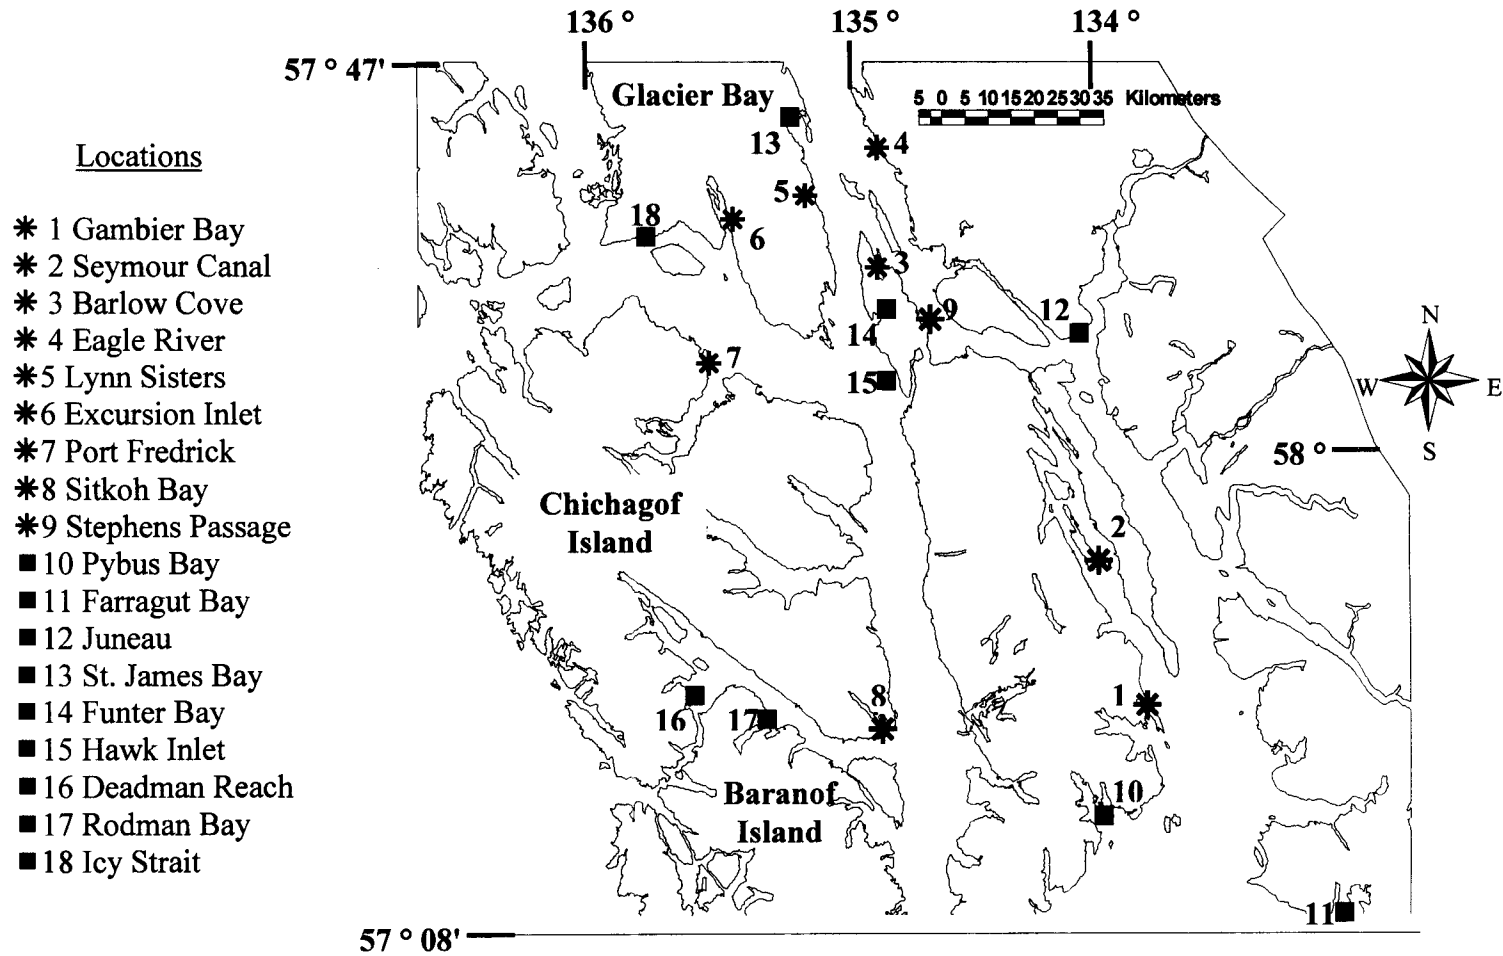 136 ° 135 ° 134 °
57 ° 47'
Glacier Bay
5 0 5 10 15 20 25 30 35 Kilometers
13
4
5
18
6
3
9
12
14
7
15
N
W E
S
58 °
Locations
1 Gambier Bay
2 Seymour Canal
3 Barlow Cove
4 Eagle River
5 Lynn Sisters
6 Excursion Inlet
7 Port Fredrick
8 Sitkoh Bay
9 Stephens Passage
10 Pybus Bay
11 Farragut Bay
12 Juneau
13 St. James Bay
14 Funter Bay
15 Hawk Inlet
16 Deadman Reach
17 Rodman Bay
18 Icy Strait
Chichagof
Island
2
8
1
16
17
Baranof
Island
10
11
57 ° 08'